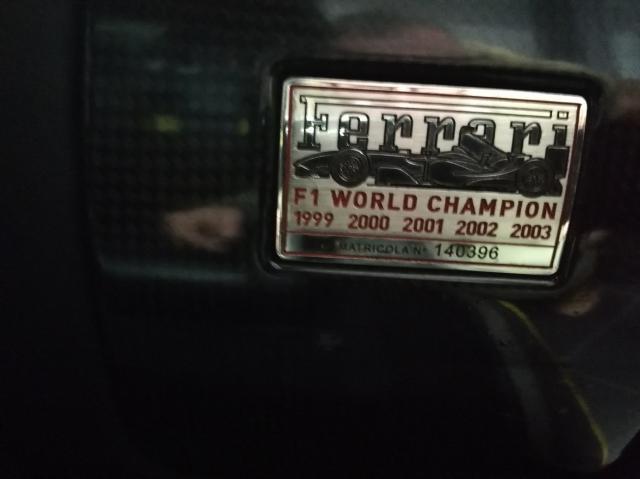 Ferrari
F1 WORLD CHAMPION
1999 2000 2001 2002 2003
MATRICOLA N° 140396